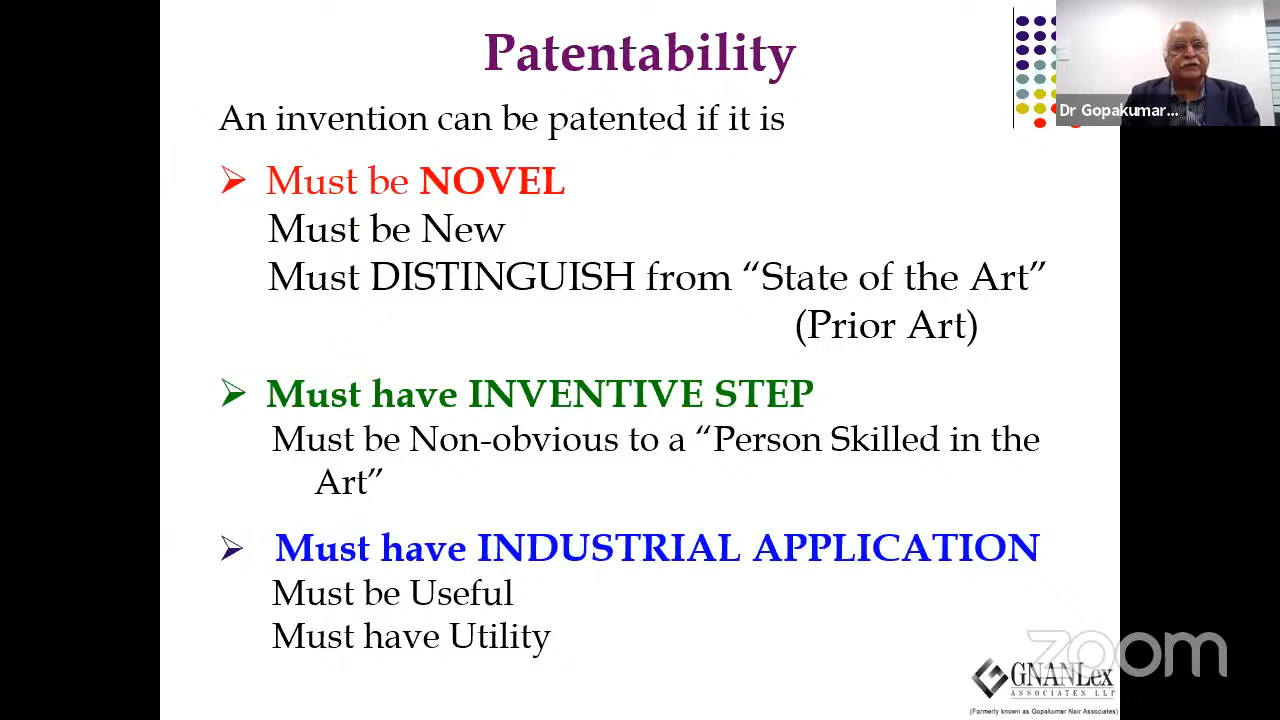 Patentability
An invention can be patented if it is
Must be NOVEL
Must be New
Must DISTINGUISH from “State of the Art”
(Prior Art)
Must have INVENTIVE STEP
Must be Non-obvious to a “Person Skilled in the
Art”
Must have INDUSTRIAL APPLICATION
Must be Useful
Must have Utility
Dr Gopakumar...
zoom
GNANLex
ASSOCIATES LLP
(Formerly known as Gopakumar Nair Associates)